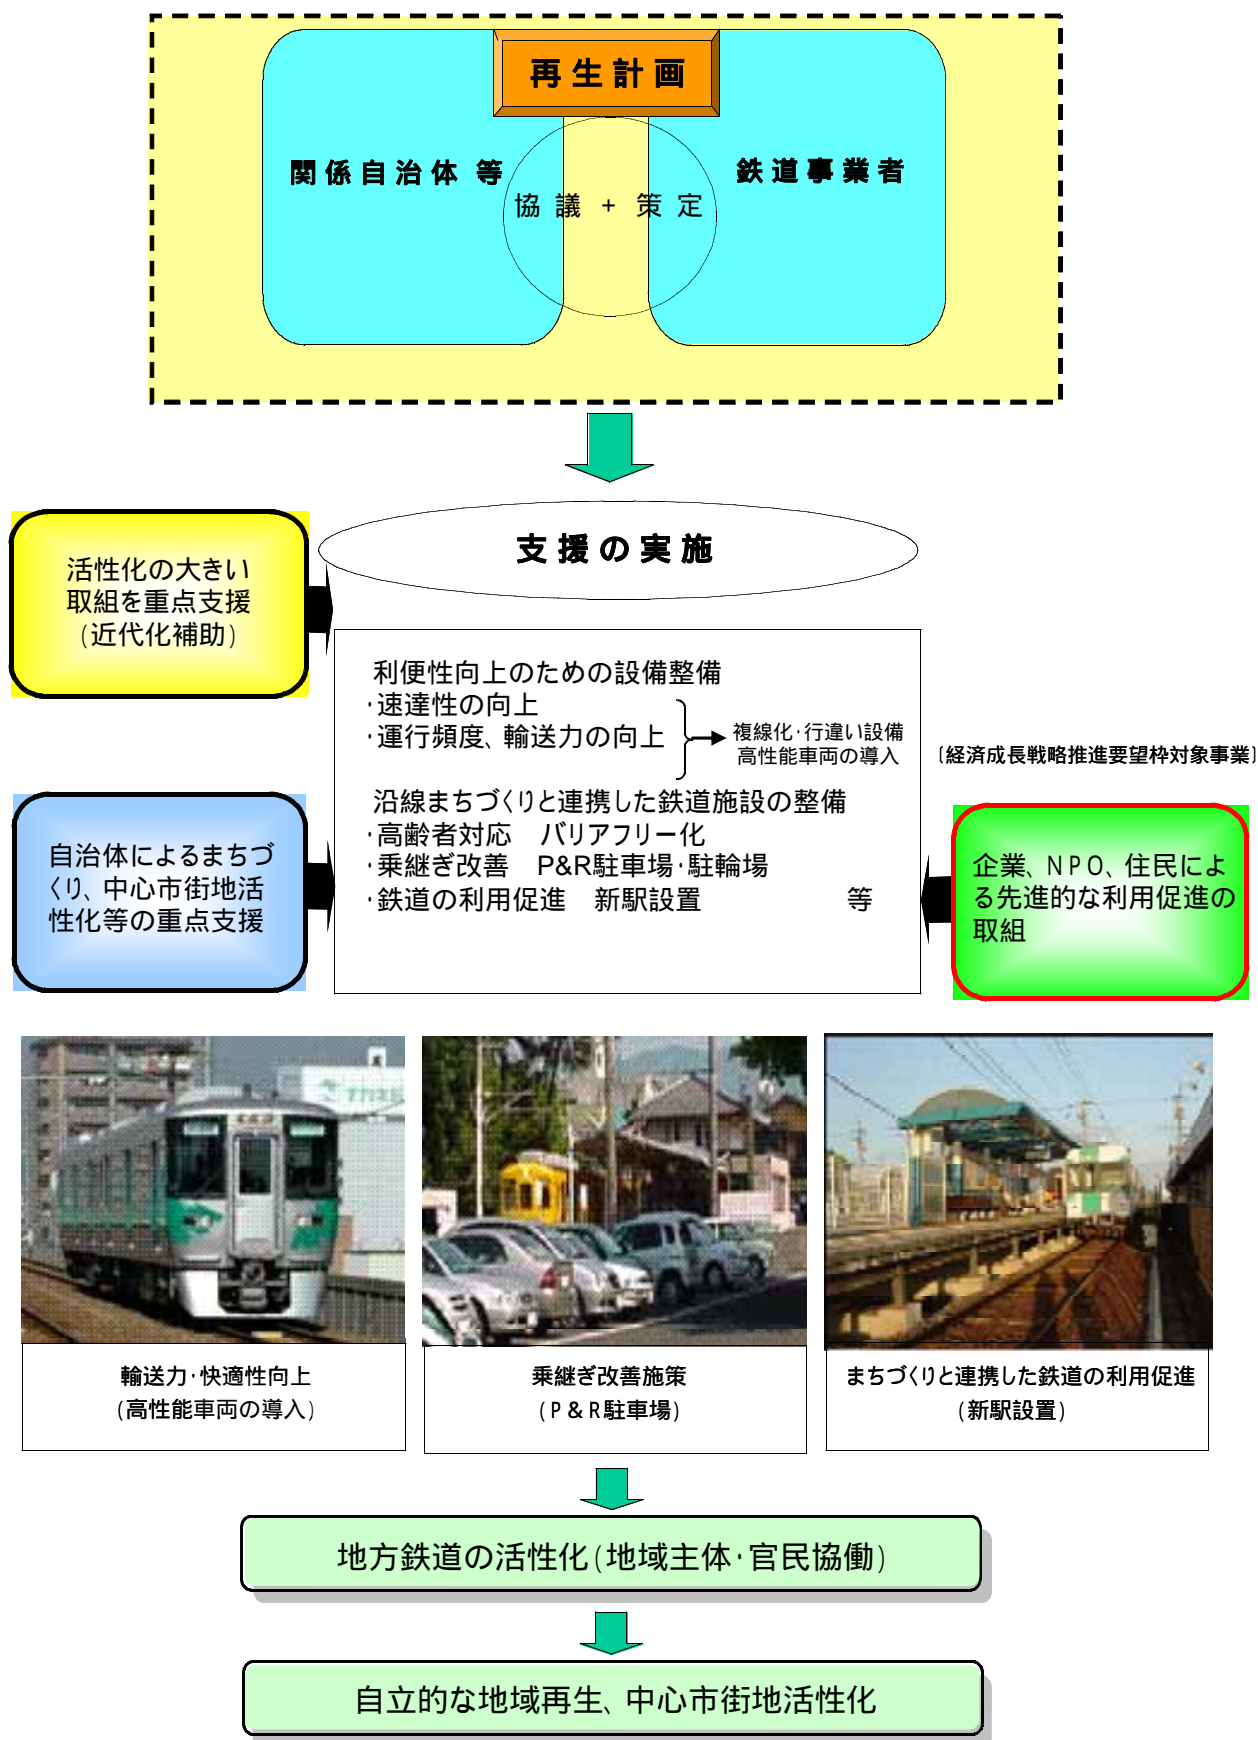 再生計画
関係自治体 等
鉄道事業者
協 議 + 策 定
支援の実施
活性化の大きい
取組を重点支援
(近代化補助)
利便性向上のための設備整備
・速達性の向上
・運行頻度、輸送力の向上
複線化・行違い設備
高性能車両の導入
〔経済成長戦略推進要望枠対象事業〕
沿線まちづくりと連携した鉄道施設の整備
・高齢者対応 バリアフリー化
・乗継ぎ改善 P&R駐車場・駐輪場
・鉄道の利用促進 新駅設置 等
自治体によるまちづ
くり、中心市街地活
性化等の重点支援
企業、NPO、住民によ
る先進的な利用促進の
取組
輸送力・快適性向上
(高性能車両の導入)
乗継ぎ改善施策
(P&R駐車場)
まちづくりと連携した鉄道の利用促進
(新駅設置)
地方鉄道の活性化(地域主体・官民協働)
自立的な地域再生、中心市街地活性化